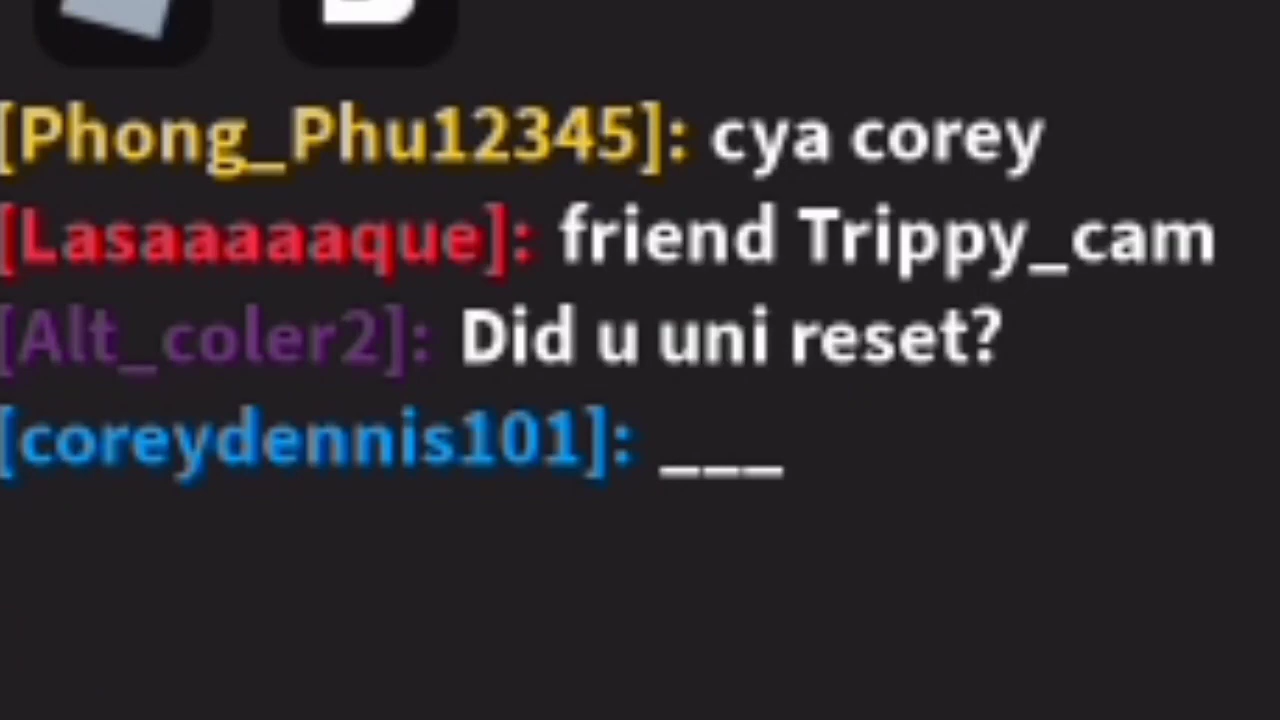 [Phong_Phu12345]: cya corey
[Lasaaaaaque]: friend Trippy_cam
[Alt_coler2]: Did u uni reset?
[coreydennis101]: ___